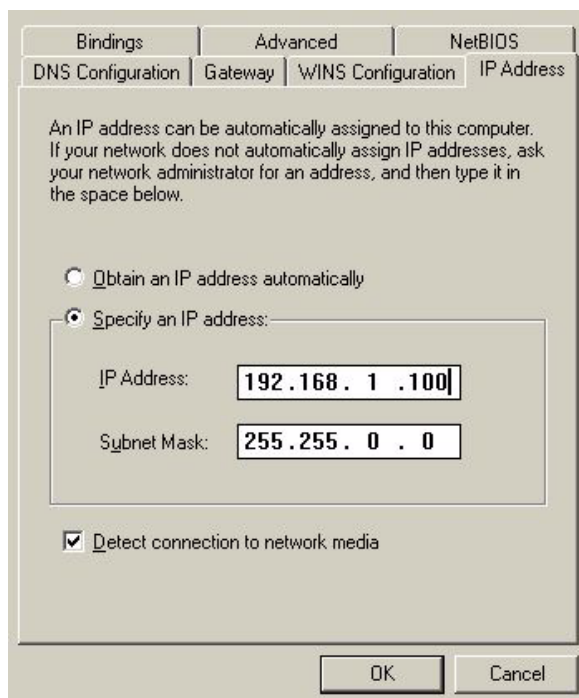 Bindings Advanced NetBIOS
DNS Configuration Gateway WINS Configuration IP Address
An IP address can be automatically assigned to this computer.
If your network does not automatically assign IP addresses, ask
your network administrator for an address, and then type it in
the space below.
Obtain an IP address automatically
Specify an IP address:
IP Address: 192.168. 1 .100
Subnet Mask: 255.255. 0 . 0
Detect connection to network media
OK Cancel